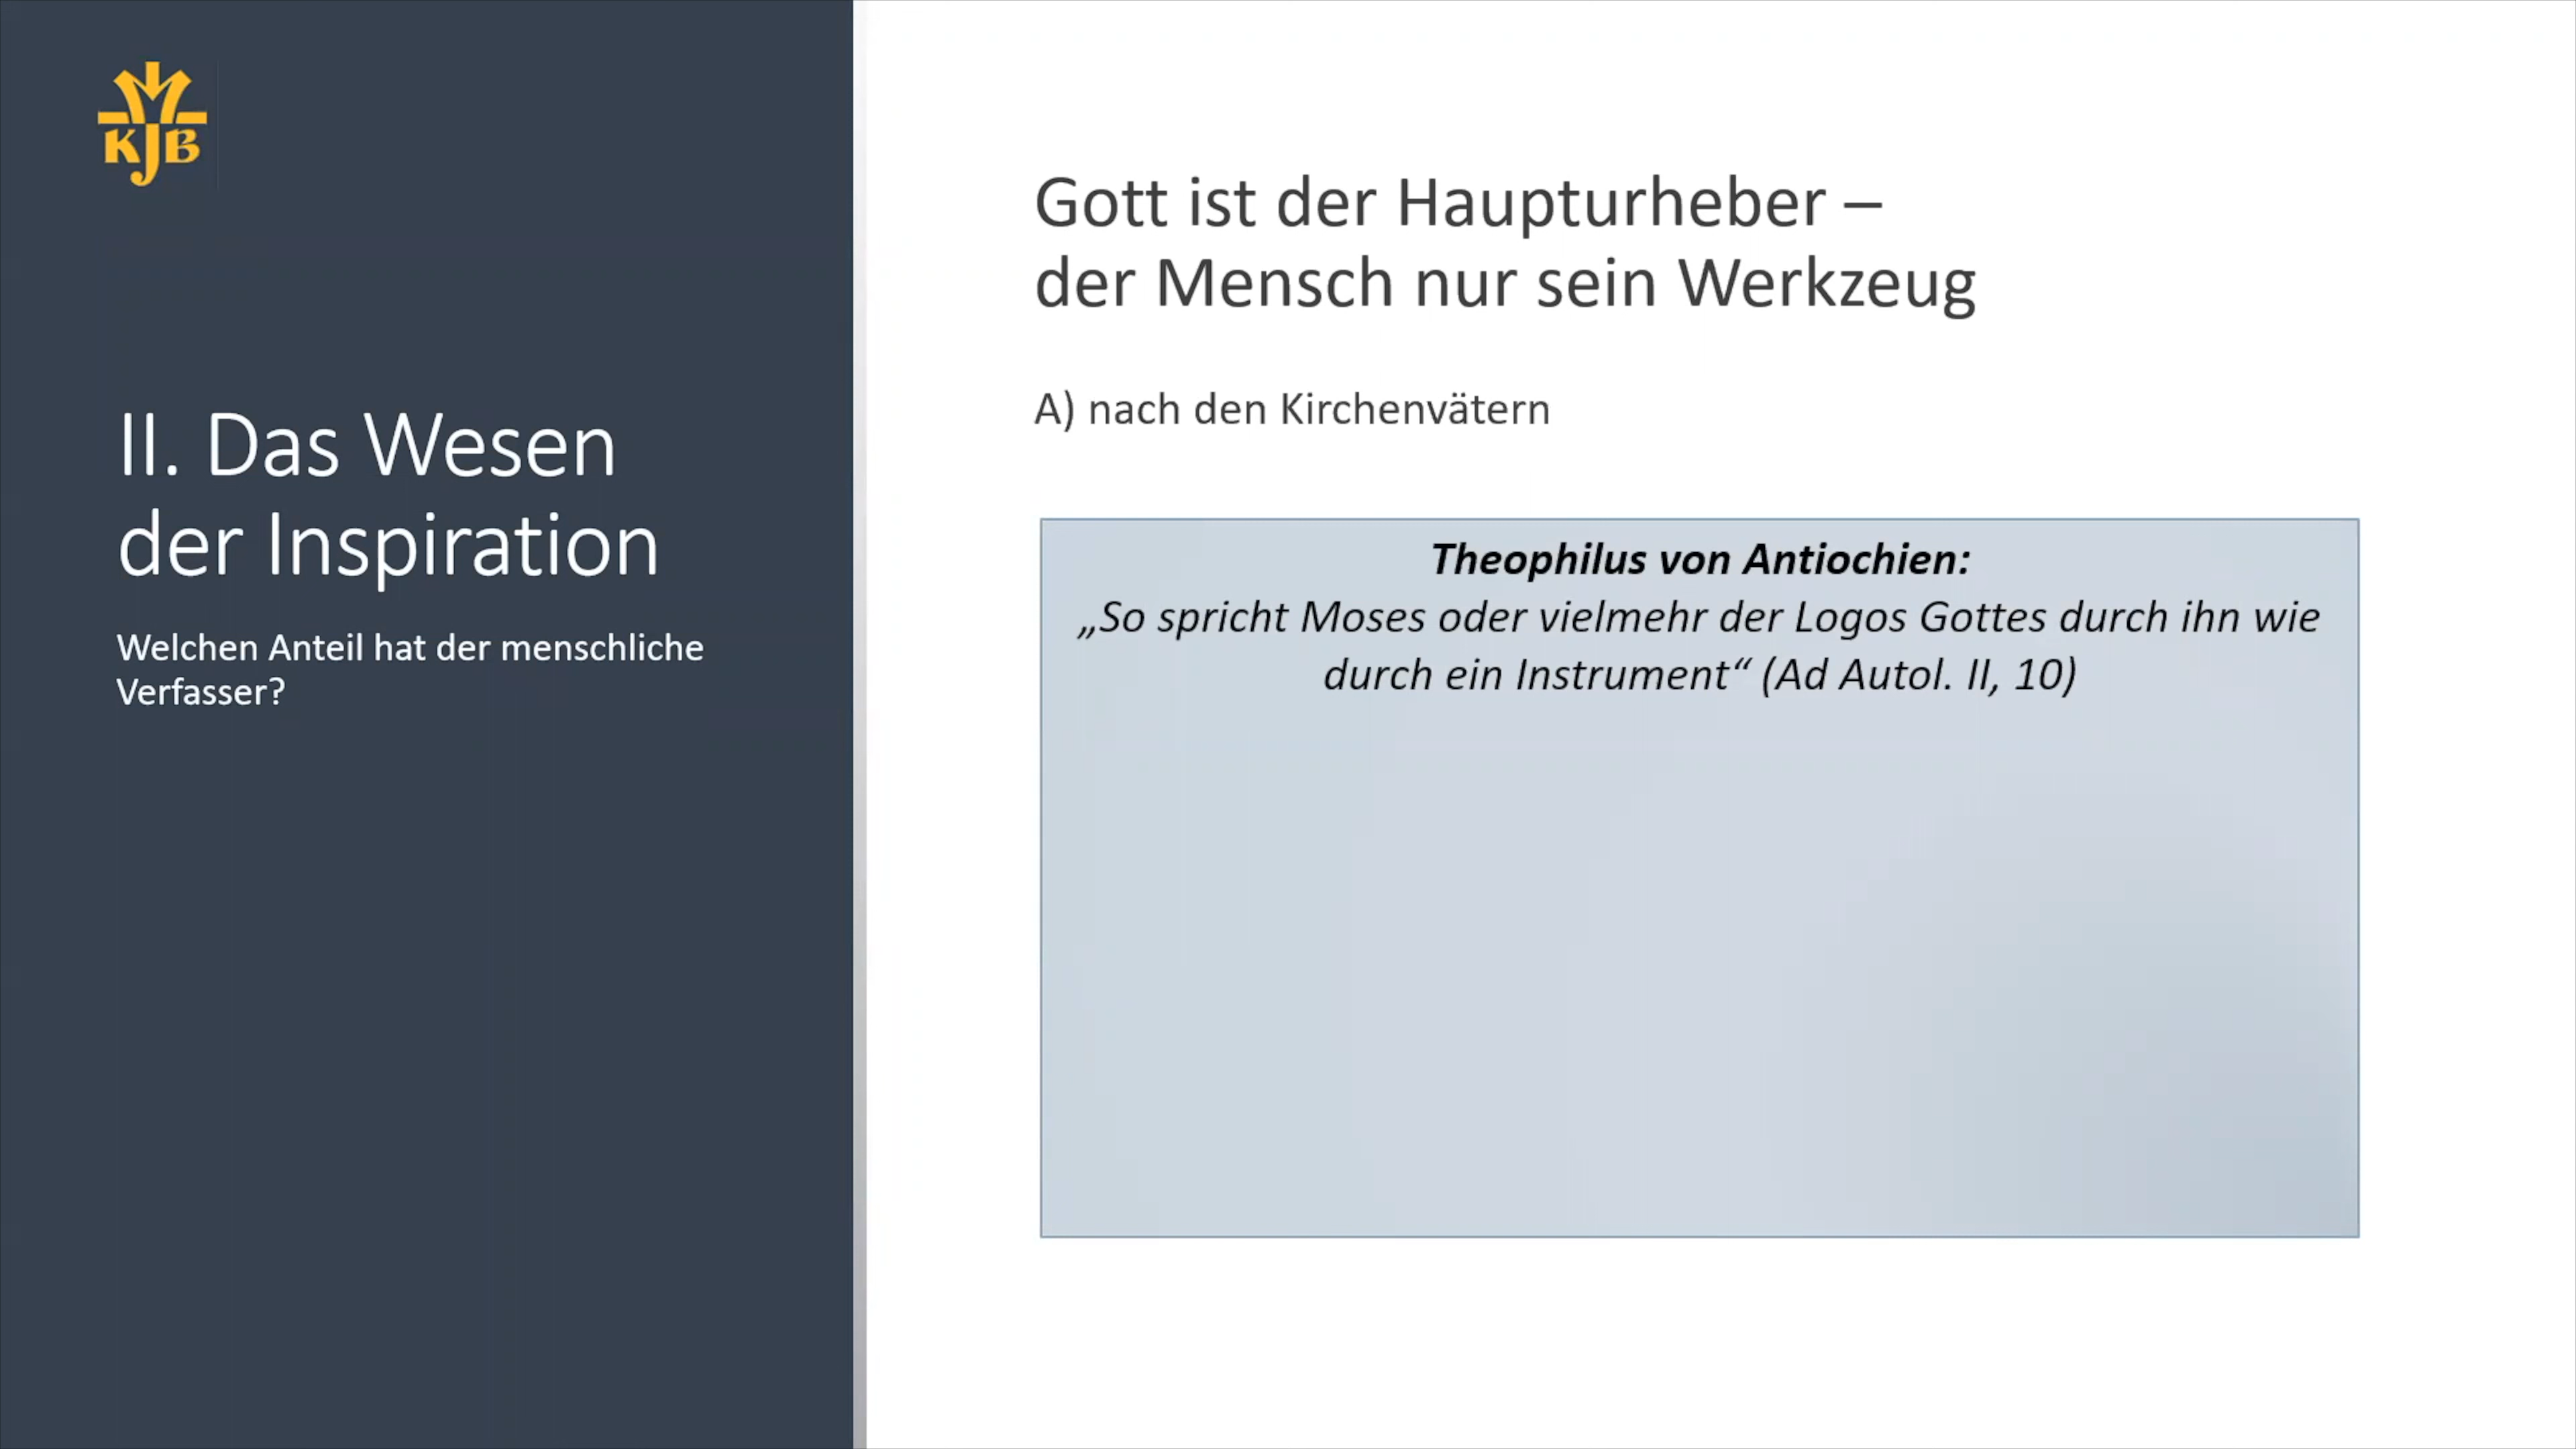 KJB
II. Das Wesen
der Inspiration
Welchen Anteil hat der menschliche
Verfasser?
Gott ist der Haupturheber –
der Mensch nur sein Werkzeug
A) nach den Kirchenvätern
Theophilus von Antiochien:
„So spricht Moses oder vielmehr der Logos Gottes durch ihn wie
durch ein Instrument“ (Ad Autol. II, 10)